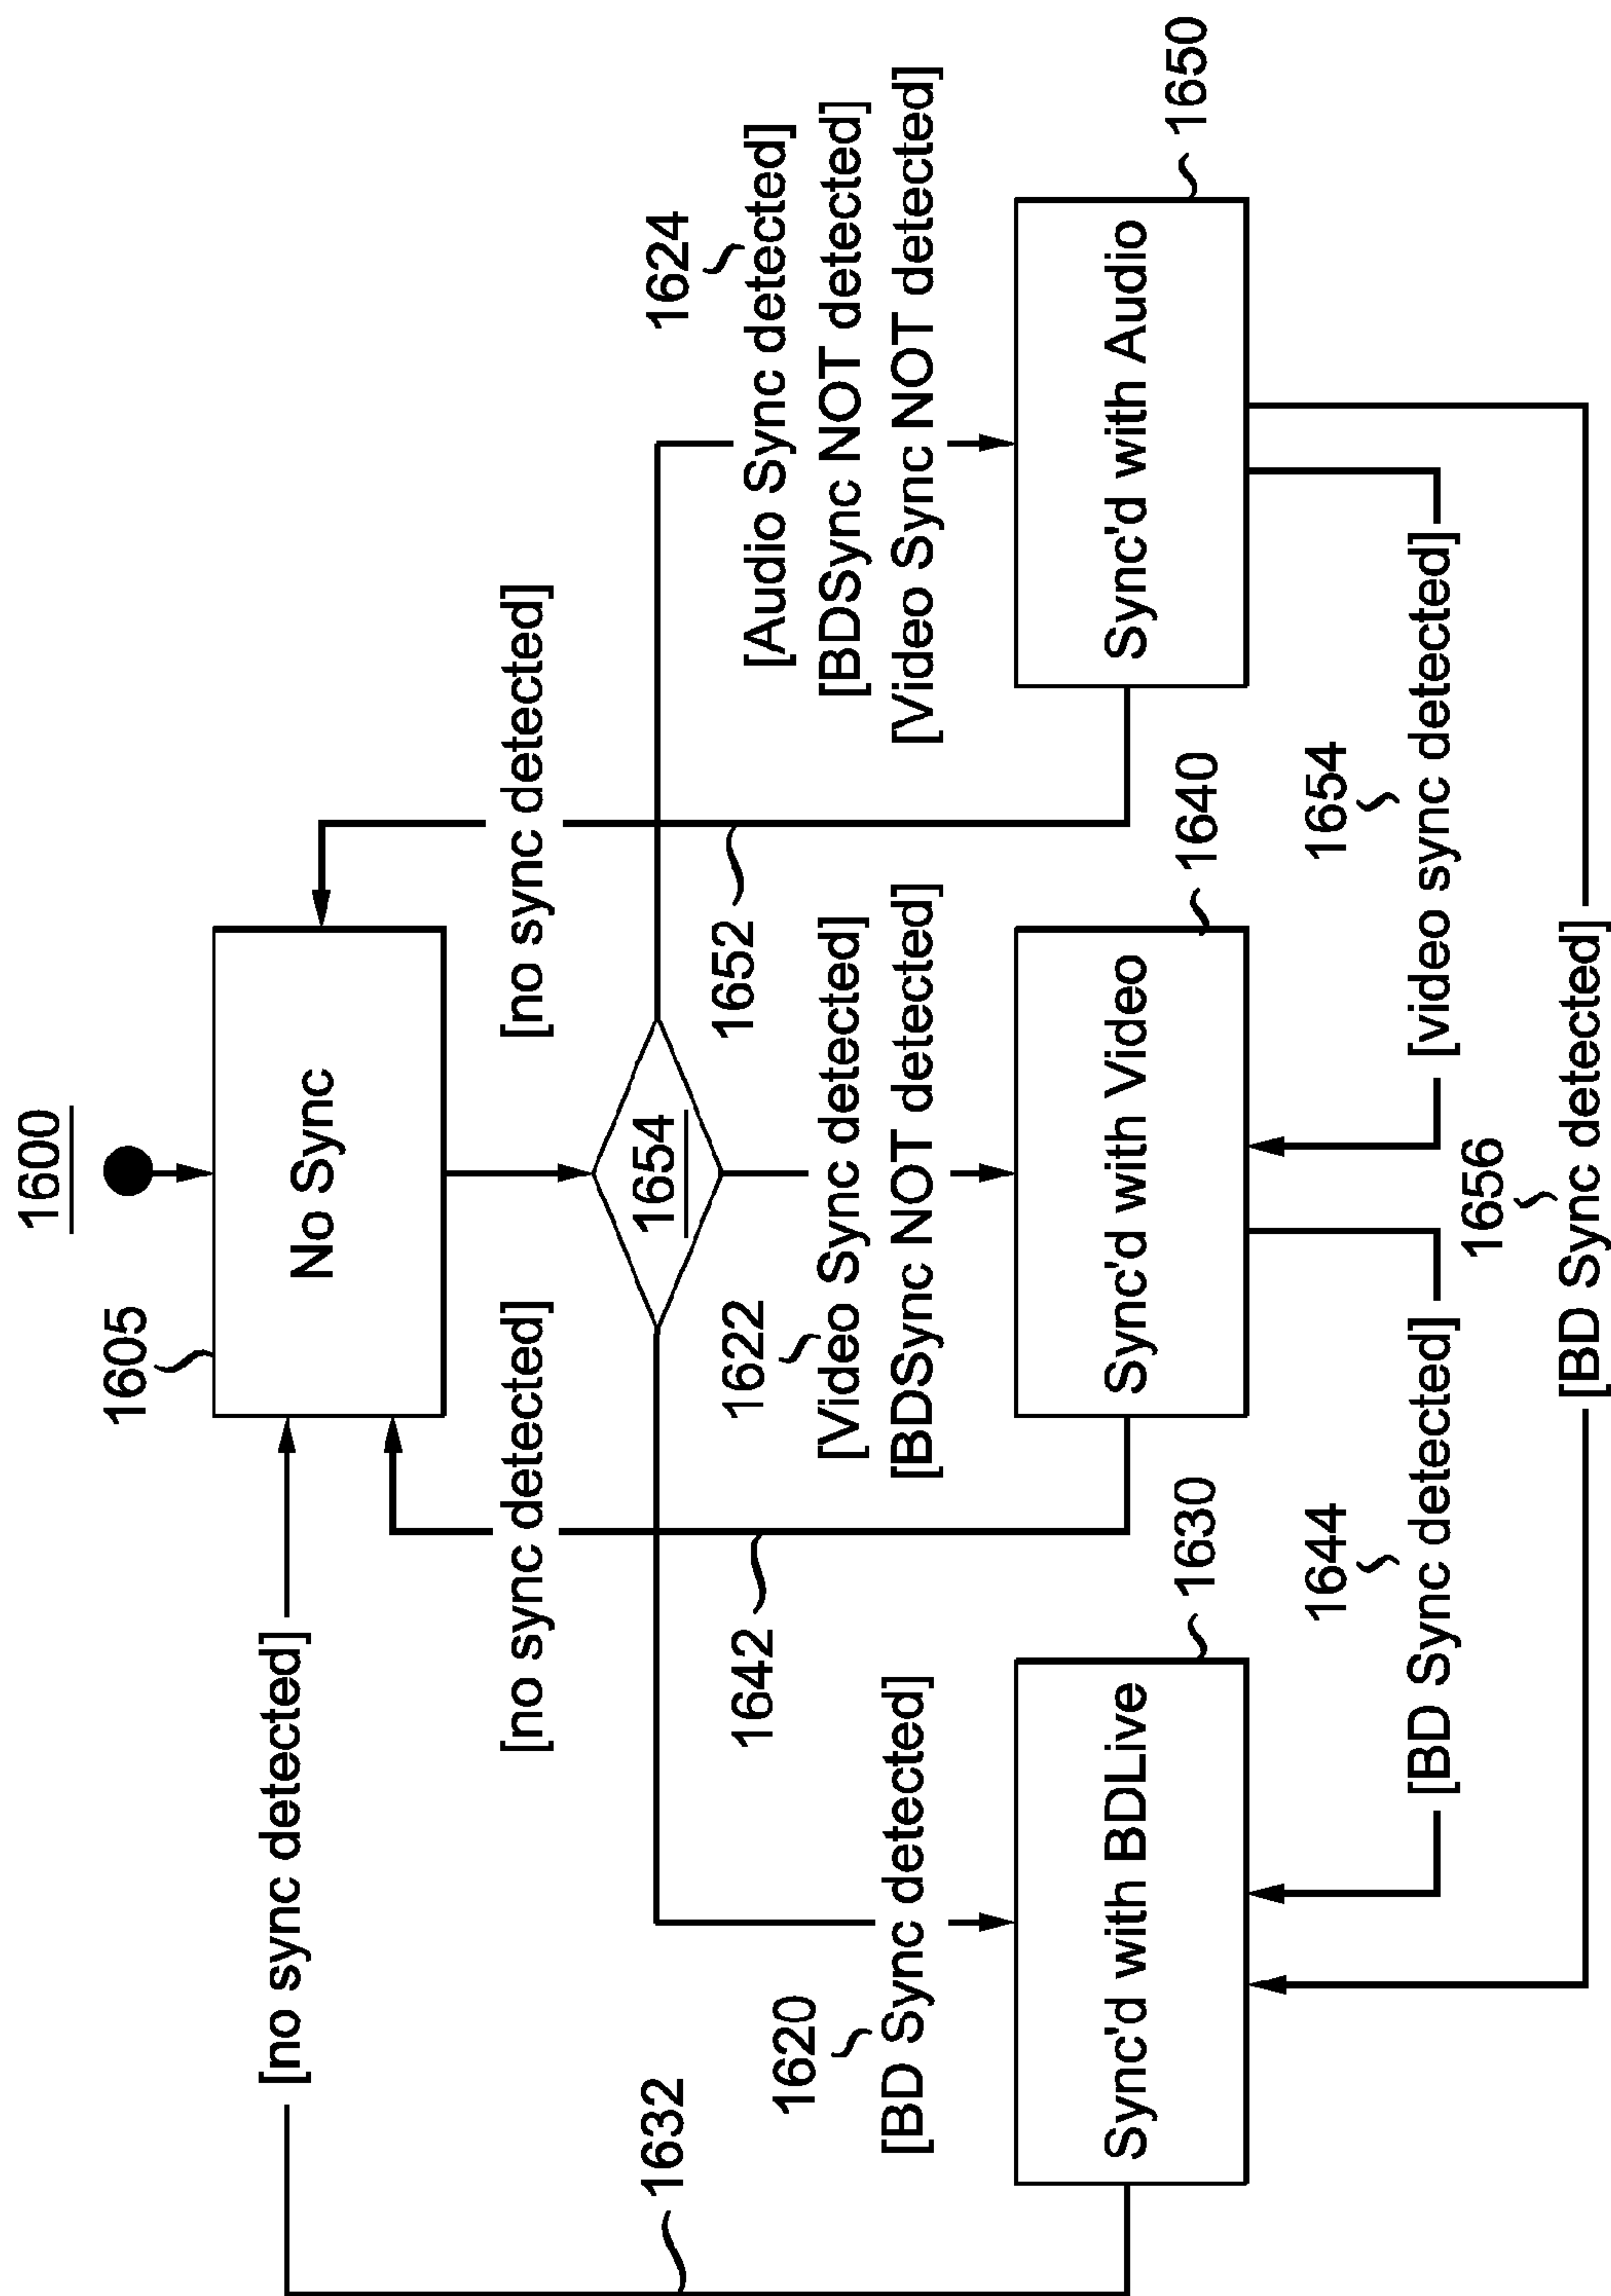 1600
1605
No Sync
[no sync detected]
[no sync detected]
[no sync detected]
1654
1632
1642
1652
1620
[BD Sync detected]
1622
[Video Sync detected]
[BDSync NOT detected]
1624
[Audio Sync detected]
[BDSync NOT detected]
[Video Sync NOT detected]
Sync'd with BDLive
1630
Sync'd with Video
1640
Sync'd with Audio
1650
1644
[BD Sync detected]
1654
[video sync detected]
1656
[BD Sync detected]